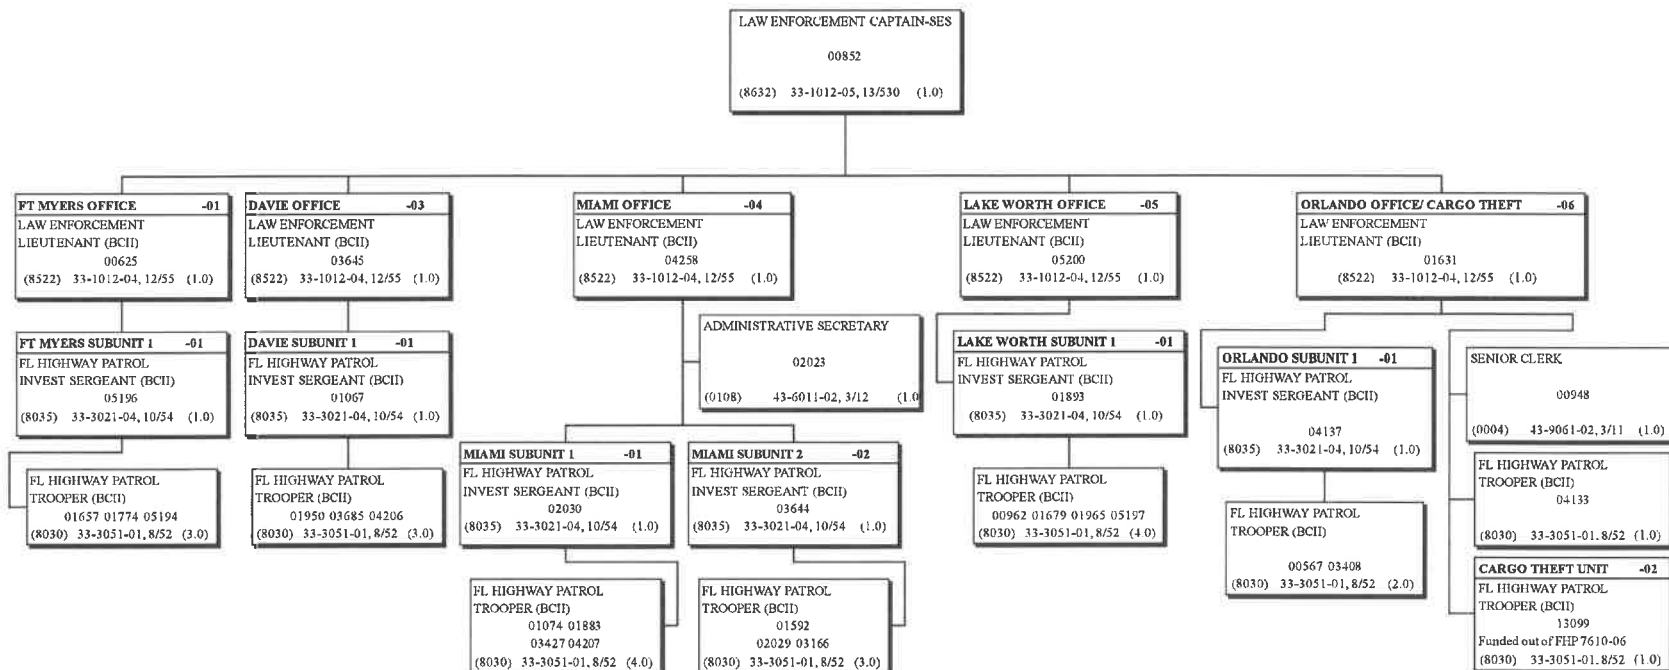 LAW ENFORCEMENT CAPTAIN-SES
00852
(8632) 33-1012-05, 13/530 (1.0)
FT MYERS OFFICE -01
LAW ENFORCEMENT
LIEUTENANT (BCII)
00625
(8522) 33-1012-04, 12/55 (1.0)
FT MYERS SUBUNIT 1 -01
FL HIGHWAY PATROL
INVEST SERGEANT (BCII)
05196
(8035) 33-3021-04, 10/54 (1.0)
FL HIGHWAY PATROL
TROOPER (BCII)
01657 01774 05194
(8030) 33-3051-01, 8/52 (3.0)
DAVIE OFFICE -03
LAW ENFORCEMENT
LIEUTENANT (BCII)
03645
(8522) 33-1012-04, 12/55 (1.0)
DAVIE SUBUNIT 1 -01
FL HIGHWAY PATROL
INVEST SERGEANT (BCII)
01067
(8035) 33-3021-04, 10/54 (1.0)
FL HIGHWAY PATROL
TROOPER (BCII)
01950 03685 04206
(8030) 33-3051-01, 8/52 (3.0)
MIAMI OFFICE -04
LAW ENFORCEMENT
LIEUTENANT (BCII)
04258
(8522) 33-1012-04, 12/55 (1.0)
ADMINISTRATIVE SECRETARY
02023
(0108) 43-6011-02, 3/12 (1.0
MIAMI SUBUNIT 1 -01
FL HIGHWAY PATROL
INVEST SERGEANT (BCII)
02030
(8035) 33-3021-04, 10/54 (1.0)
FL HIGHWAY PATROL
TROOPER (BCII)
01074 01883
03427 04207
(8030) 33-3051-01, 8/52 (4.0)
MIAMI SUBUNIT 2 -02
FL HIGHWAY PATROL
INVEST SERGEANT (BCII)
03644
(8035) 33-3021-04, 10/54 (1.0)
FL HIGHWAY PATROL
TROOPER (BCII)
01592
02029 03166
(8030) 33-3051-01, 8/52 (3.0)
LAKE WORTH OFFICE -05
LAW ENFORCEMENT
LIEUTENANT (BCII)
05200
(8522) 33-1012-04, 12/55 (1.0)
LAKE WORTH SUBUNIT 1 -01
FL HIGHWAY PATROL
INVEST SERGEANT (BCII)
01893
(8035) 33-3021-04, 10/54 (1.0)
FL HIGHWAY PATROL
TROOPER (BCII)
00962 01679 01965 05197
(8030) 33-3051-01, 8/52 (4.0)
ORLANDO OFFICE/ CARGO THEFT -06
LAW ENFORCEMENT
LIEUTENANT (BCII)
01631
(8522) 33-1012-04, 12/55 (1.0)
ORLANDO SUBUNIT 1 -01
FL HIGHWAY PATROL
INVEST SERGEANT (BCII)
04137
(8035) 33-3021-04, 10/54 (1.0)
FL HIGHWAY PATROL
TROOPER (BCII)
00567 03408
(8030) 33-3051-01, 8/52 (2.0)
SENIOR CLERK
00948
(0004) 43-9061-02, 3/11 (1.0)
FL HIGHWAY PATROL
TROOPER (BCII)
04133
(8030) 33-3051-01, 8/52 (1.0)
CARGO THEFT UNIT -02
FL HIGHWAY PATROL
TROOPER (BCII)
13099
Funded out of FHP 7610-06
(8030) 33-3051-01, 8/52 (1.0)